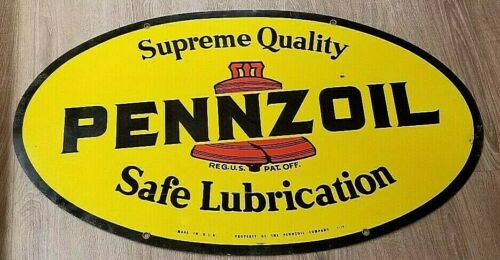 Supreme Quality
PENNZOIL
REG. U.S. PAT. OFF.
Safe Lubrication
MADE IN U.S.A. PROPERTY OF THE PENNZOIL COMPANY